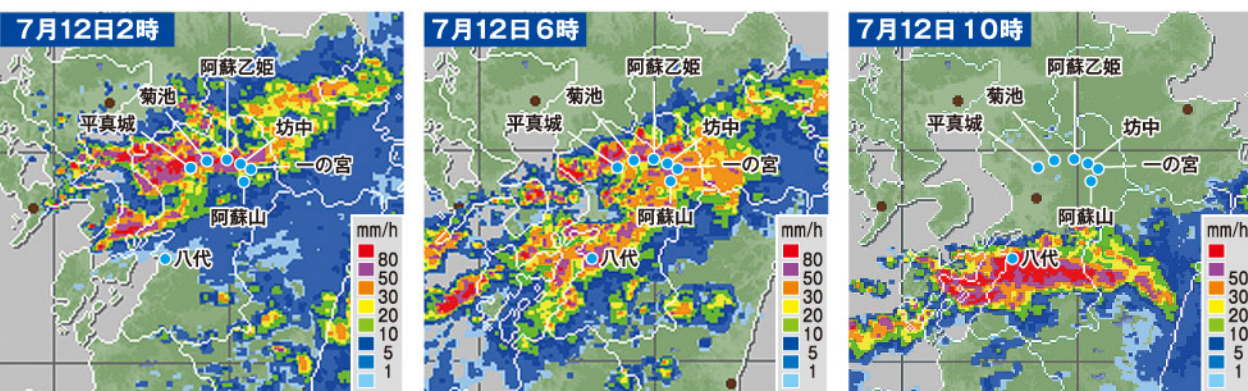 7月12日2時
阿蘇乙姫
菊池
平真城
坊中
一の宮
阿蘇山
八代
mm/h
80
50
30
20
10
5
1
7月12日6時
阿蘇乙姫
菊池
平真城
坊中
一の宮
阿蘇山
八代
mm/h
80
50
30
20
10
5
1
7月12日10時
阿蘇乙姫
菊池
平真城
坊中
一の宮
阿蘇山
八代
mm/h
50
30
20
10
5
1